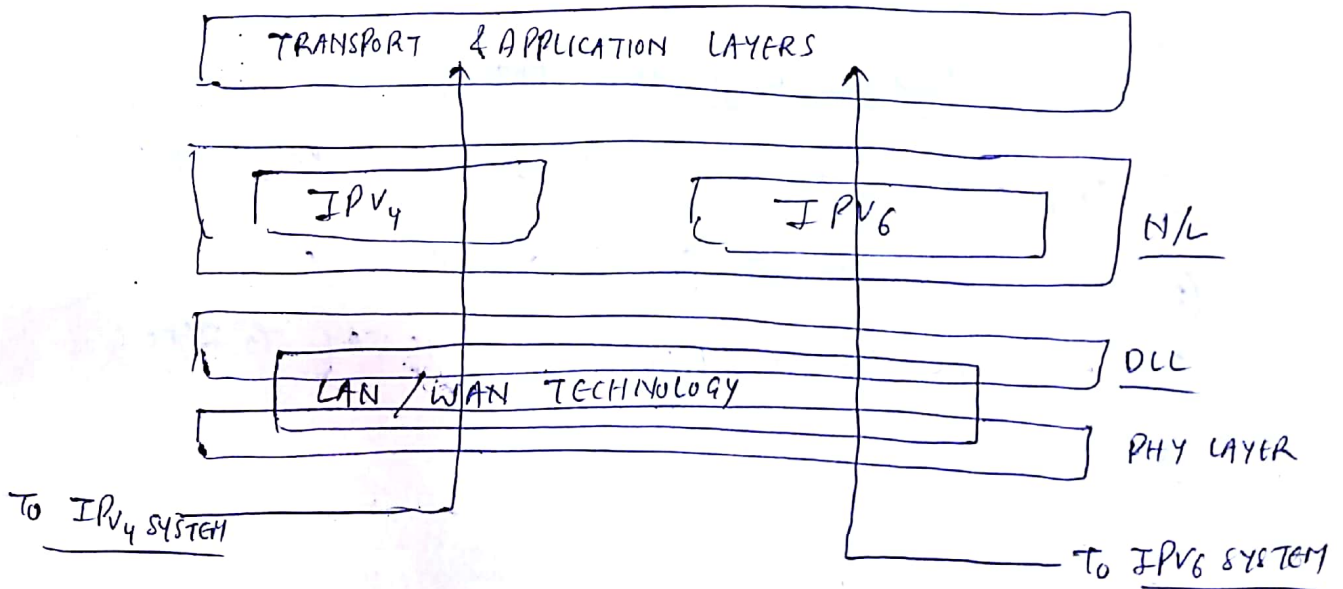 TRANSPORT & APPLICATION LAYERS
IPV4
IPV6
N/L
DLL
LAN / WAN TECHNOLOGY
PHY LAYER
TO IPV4 SYSTEM
TO IPV6 SYSTEM